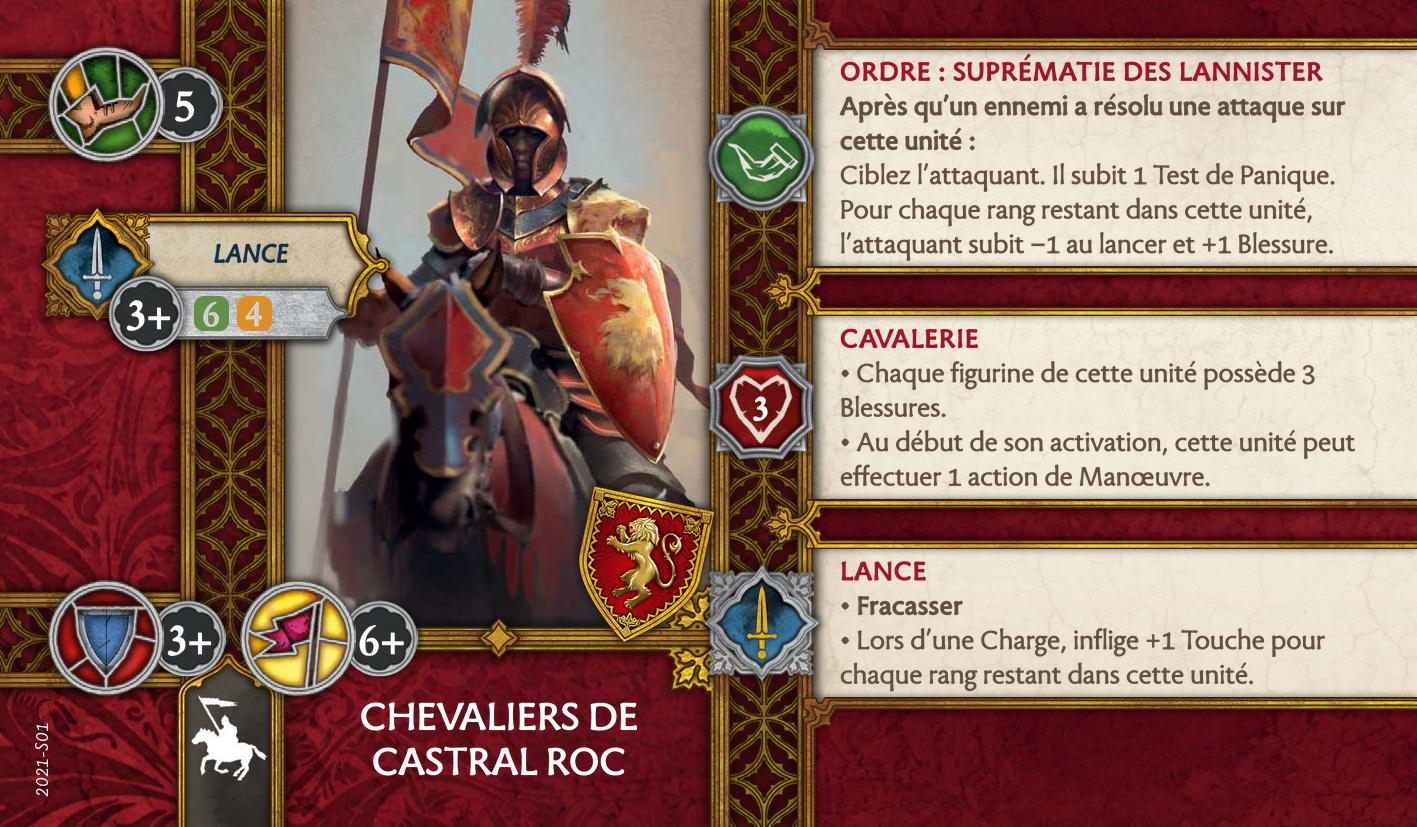 5
LANCE
3+ 6 4
3+
6+
CHEVALIERS DE
CASTRAL ROC
2021-S01
ORDRE : SUPRÉMATIE DES LANNISTER
Après qu’un ennemi a résolu une attaque sur
cette unité :
Ciblez l’attaquant. Il subit 1 Test de Panique.
Pour chaque rang restant dans cette unité,
l’attaquant subit –1 au lancer et +1 Blessure.
3
CAVALERIE
• Chaque figurine de cette unité possède 3
Blessures.
• Au début de son activation, cette unité peut
effectuer 1 action de Manœuvre.
LANCE
• Fracasser
• Lors d’une Charge, inflige +1 Touche pour
chaque rang restant dans cette unité.